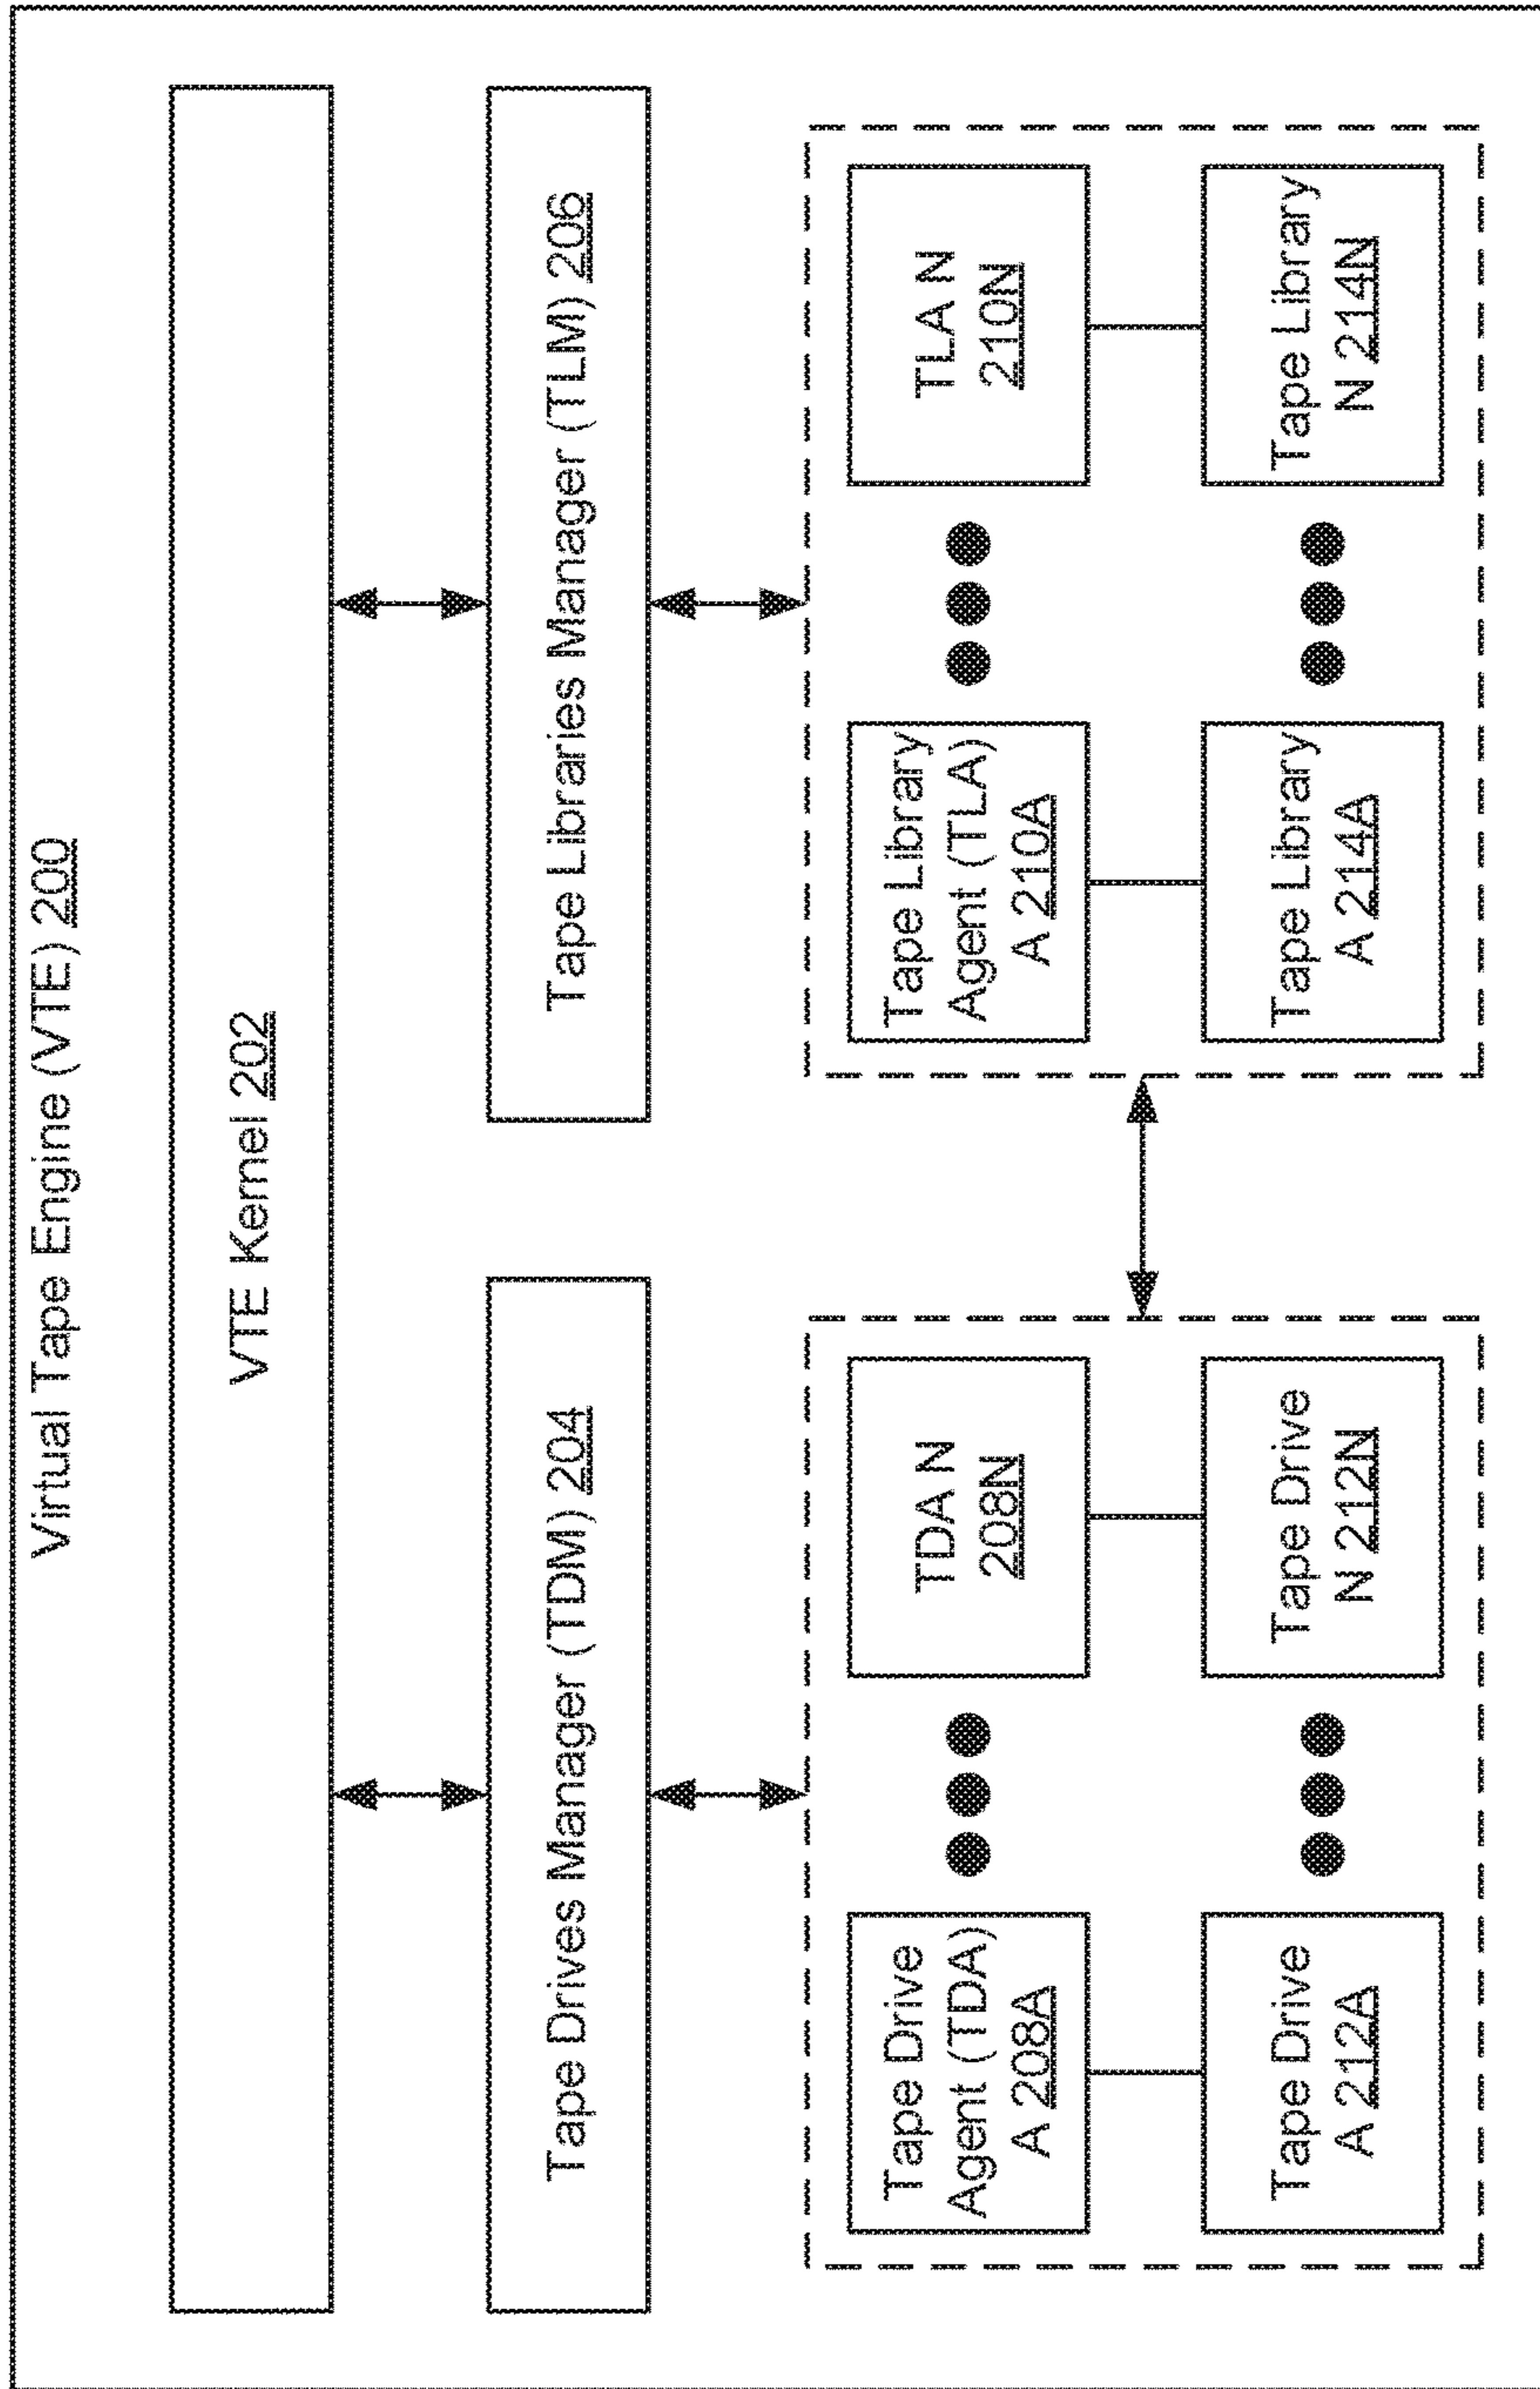 Virtual Tape Engine (VTE) 200
VTE Kernel 202
Tape Drives Manager (TDM) 204
Tape Libraries Manager (TLM) 206
Tape Drive
Agent (TDA)
A 208A
TDA N
208N
Tape Library
Agent (TLA)
A 210A
TLA N
210N
Tape Drive
A 212A
Tape Drive
N 212N
Tape Library
A 214A
Tape Library
N 214N